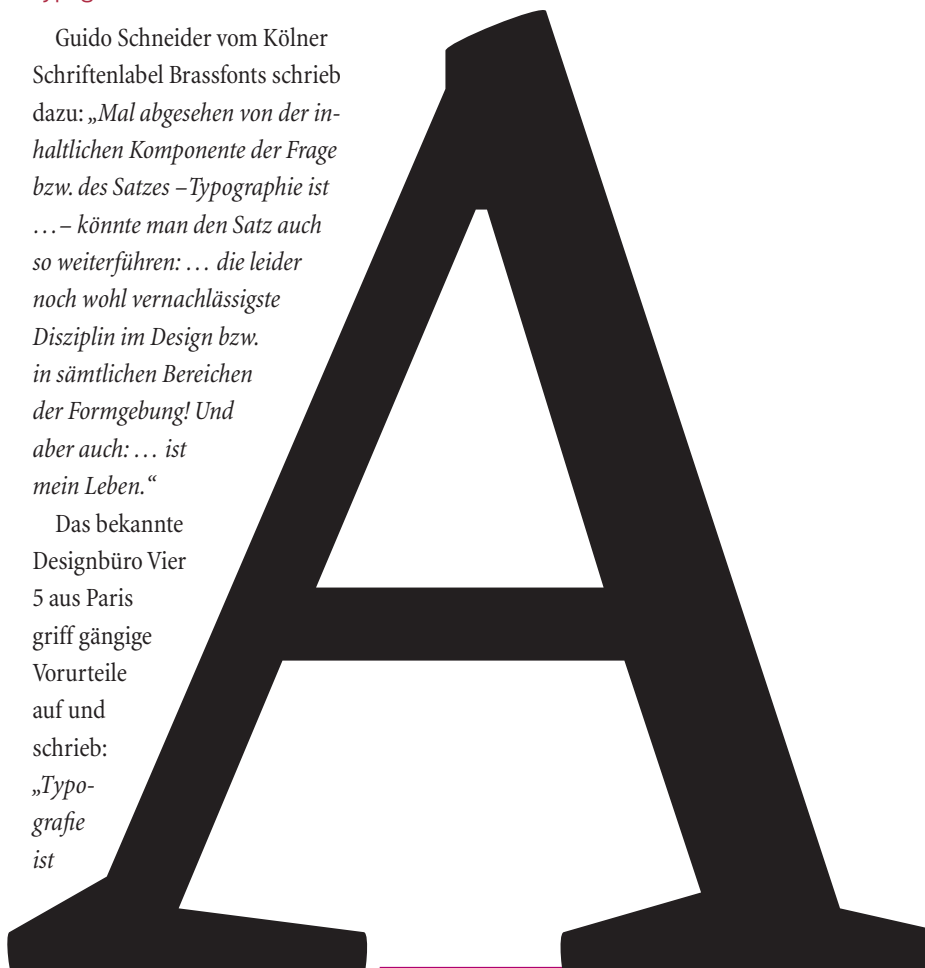 Guido Schneider vom Kölner
Schriftenlabel Brassfonts schrieb
dazu: „Mal abgesehen von der in-
haltlichen Komponente der Frage
bzw. des Satzes –Typographie ist
…– könnte man den Satz auch
so weiterführen: … die leider
noch wohl vernachlässigste
Disziplin im Design bzw.
in sämtlichen Bereichen
der Formgebung! Und
aber auch: … ist
mein Leben.“
Das bekannte
Designbüro Vier
5 aus Paris
griff gängige
Vorurteile
auf und
schrieb:
„Typo-
grafie
ist
A